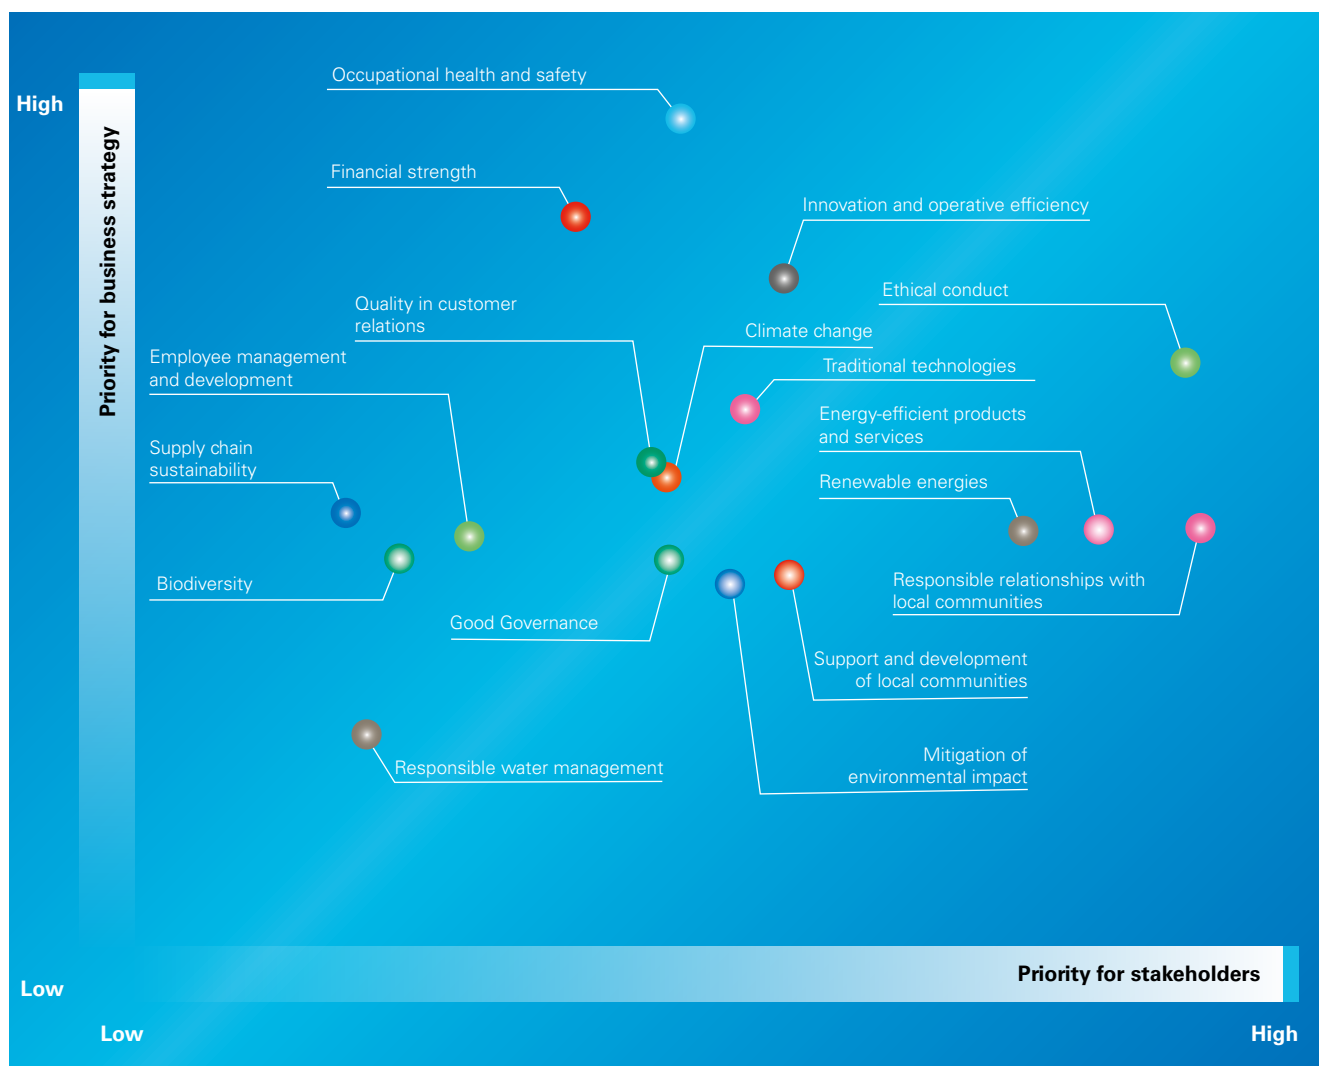 Occupational health and safety
High
Priority for business strategy
Financial strength
Innovation and operative efficiency
Ethical conduct
Quality in customer
relations
Climate change
Employee management
and development
Traditional technologies
Energy-efficient products
and services
Supply chain
sustainability
Renewable energies
Biodiversity
Responsible relationships with
local communities
Good Governance
Support and development
of local communities
Mitigation of
environmental impact
Responsible water management
Priority for stakeholders
Low
Low
High